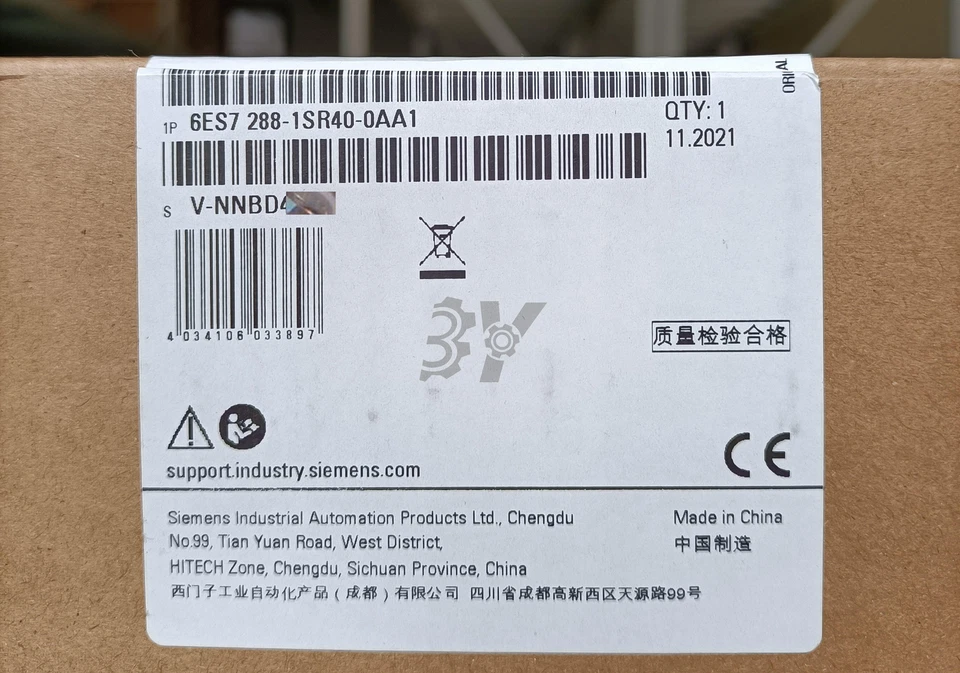 1P 6ES7 288-1SR40-0AA1
QTY: 1
11.2021
S V-NNBD4
4 034106 033897
3Y
质量检验合格
support.industry.siemens.com
CE
Siemens Industrial Automation Products Ltd., Chengdu
No.99, Tian Yuan Road, West District,
HITECH Zone, Chengdu, Sichuan Province, China
西门子工业自动化产品（成都）有限公司 四川省成都高新西区天源路99号
Made in China
中国制造